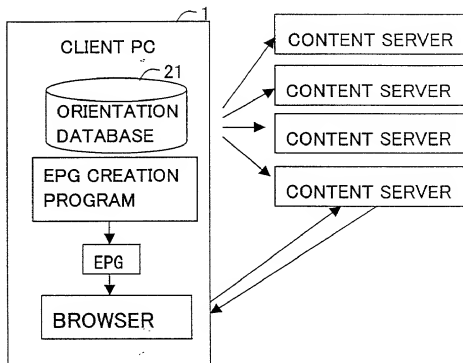 1
CLIENT PC
21
ORIENTATION
DATABASE
EPG CREATION
PROGRAM
EPG
BROWSER
CONTENT SERVER
CONTENT SERVER
CONTENT SERVER
CONTENT SERVER